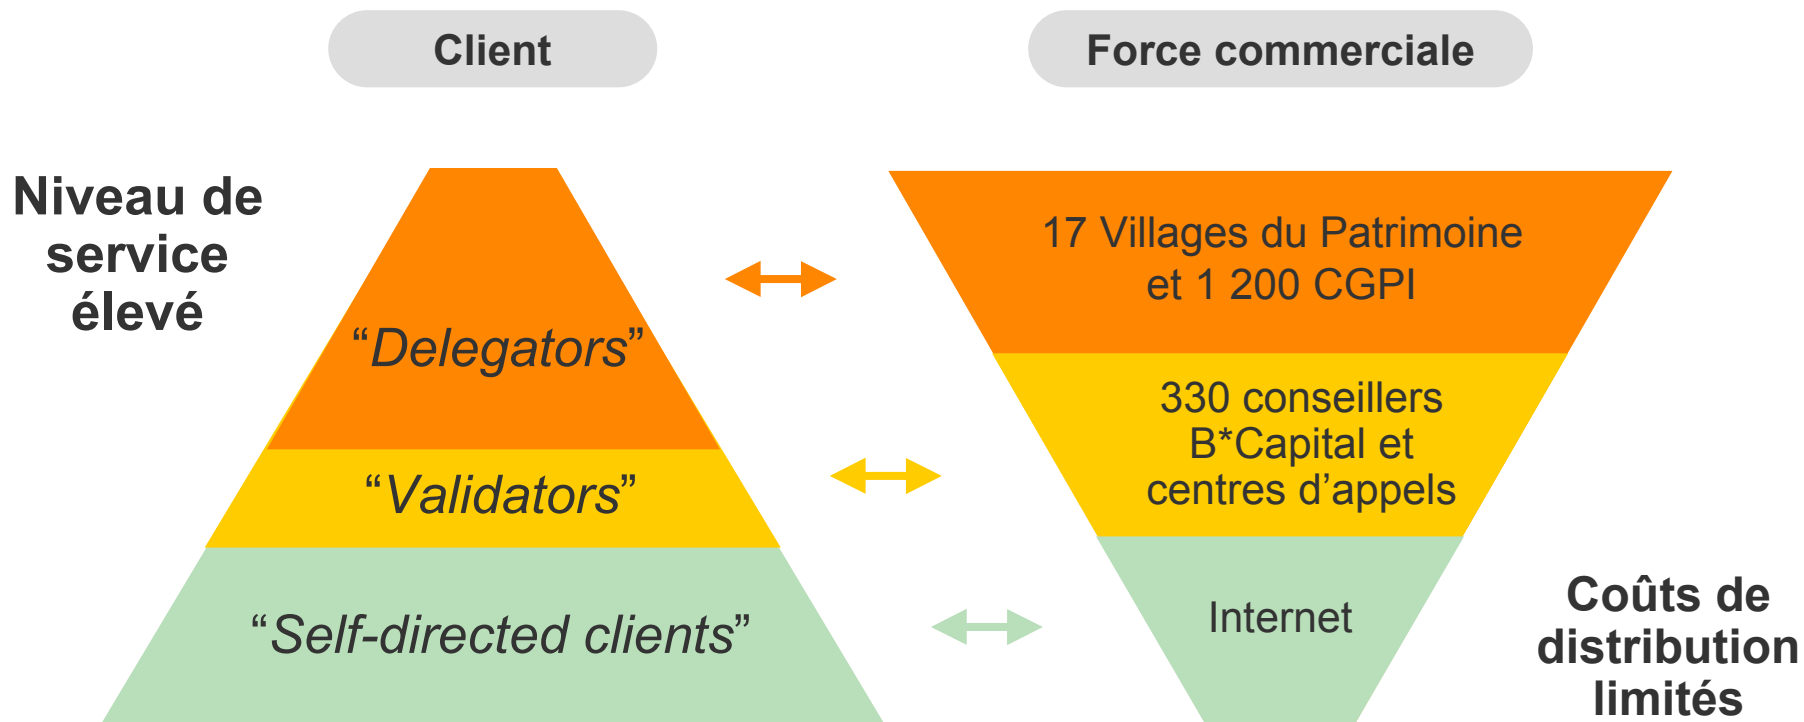 Client
Force commerciale
Niveau de
service
élevé
“Delegators”
“Validators”
“Self-directed clients”
17 Villages du Patrimoine
et 1 200 CGPI
330 conseillers
B*Capital et
centres d’appels
Internet
Coûts de
distribution
limités